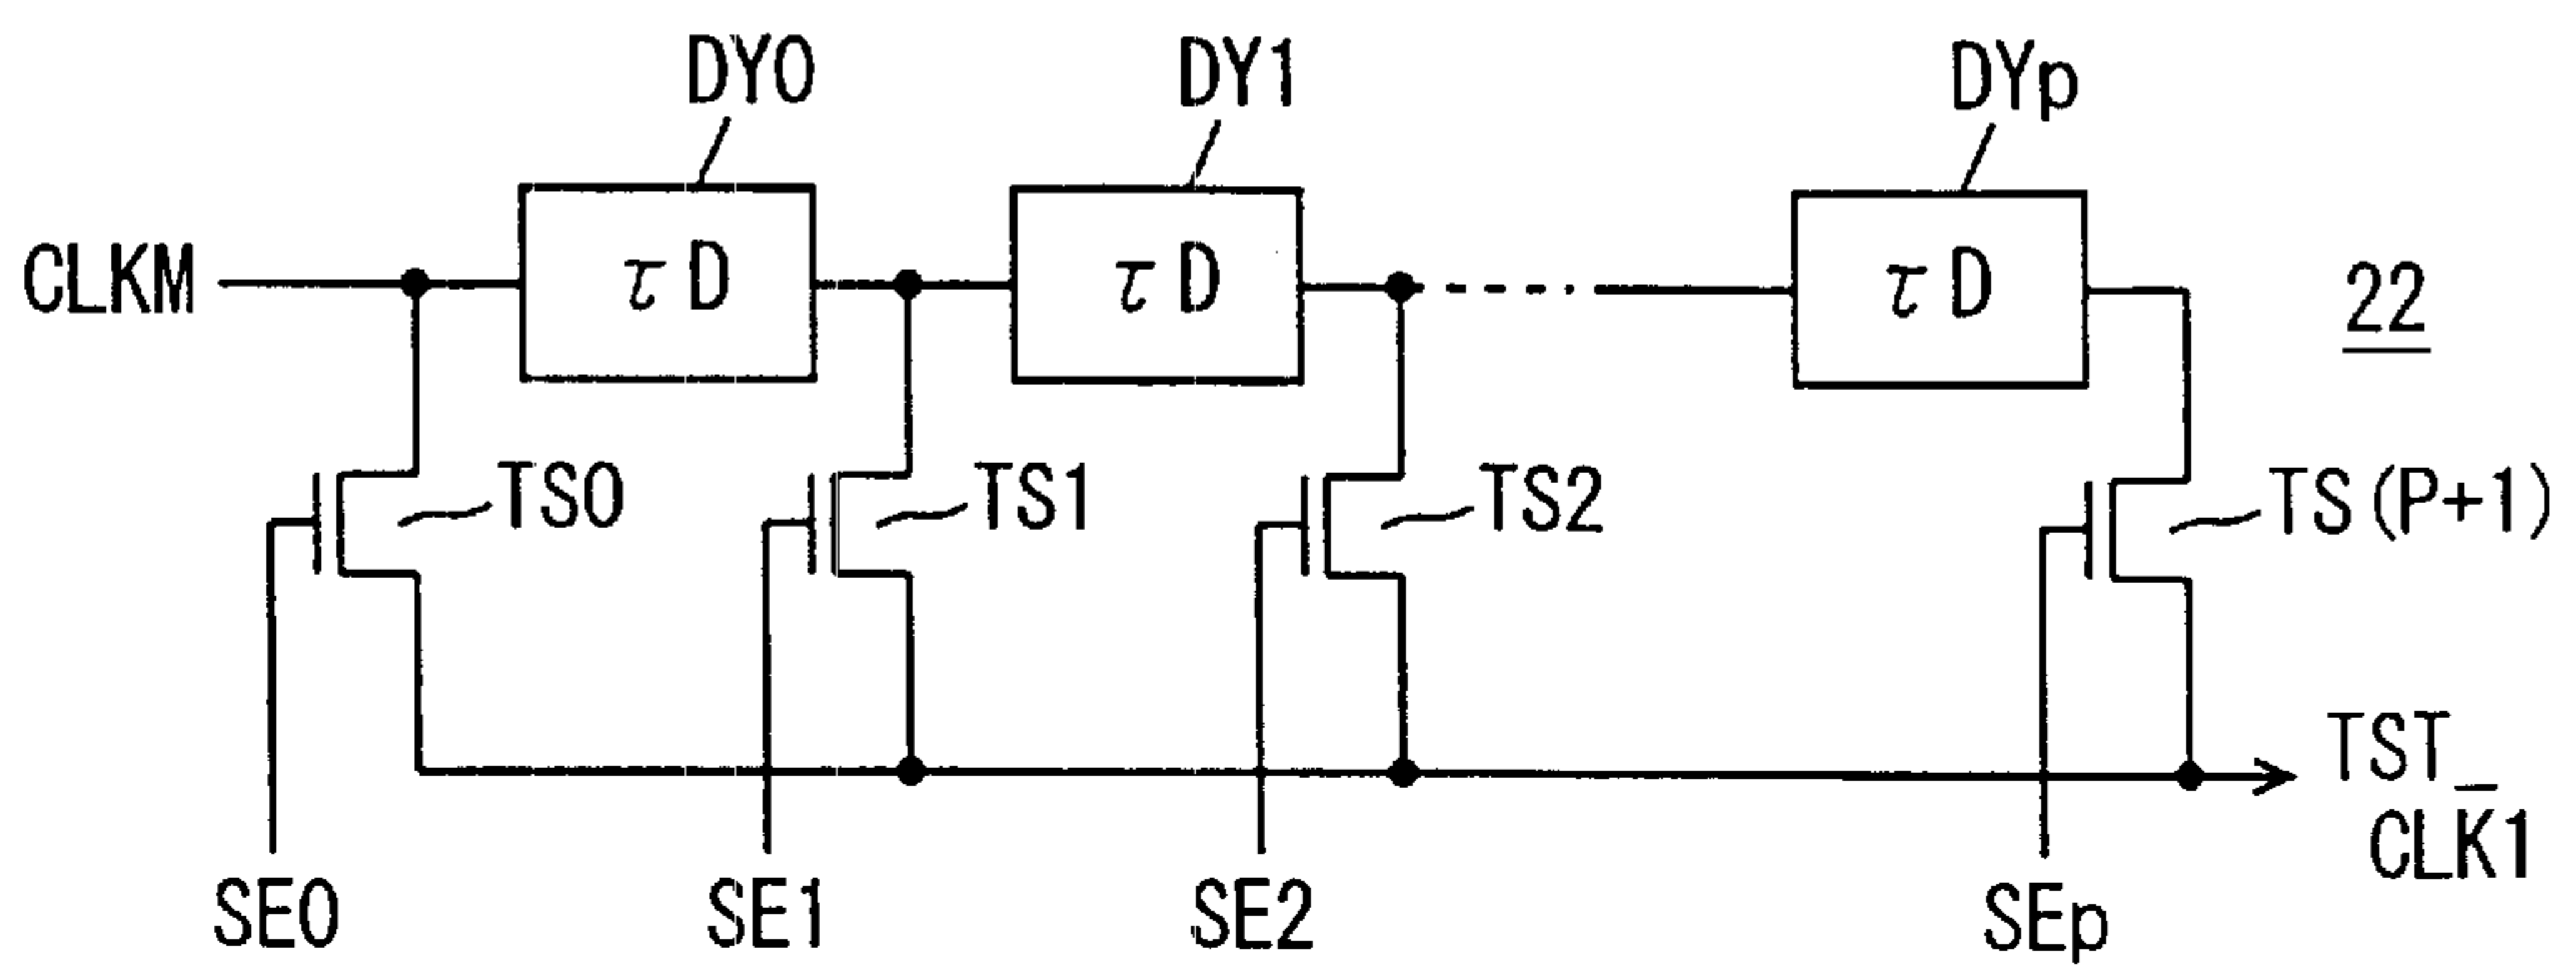 DY0
DY1
DYp
CLKM
τD
τD
τD
22
TS0
TS1
TS2
TS(P+1)
TST_
CLK1
SE0
SE1
SE2
SEp